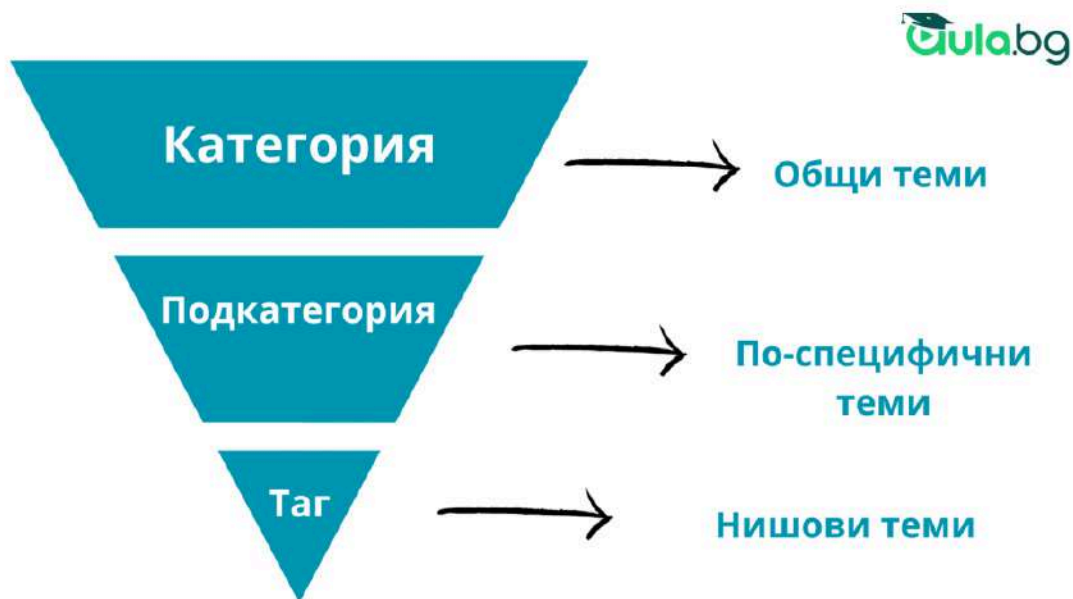 aula.bg
Категория
Общи теми
Подкатегория
По-специфични
теми
Таг
Нишови теми